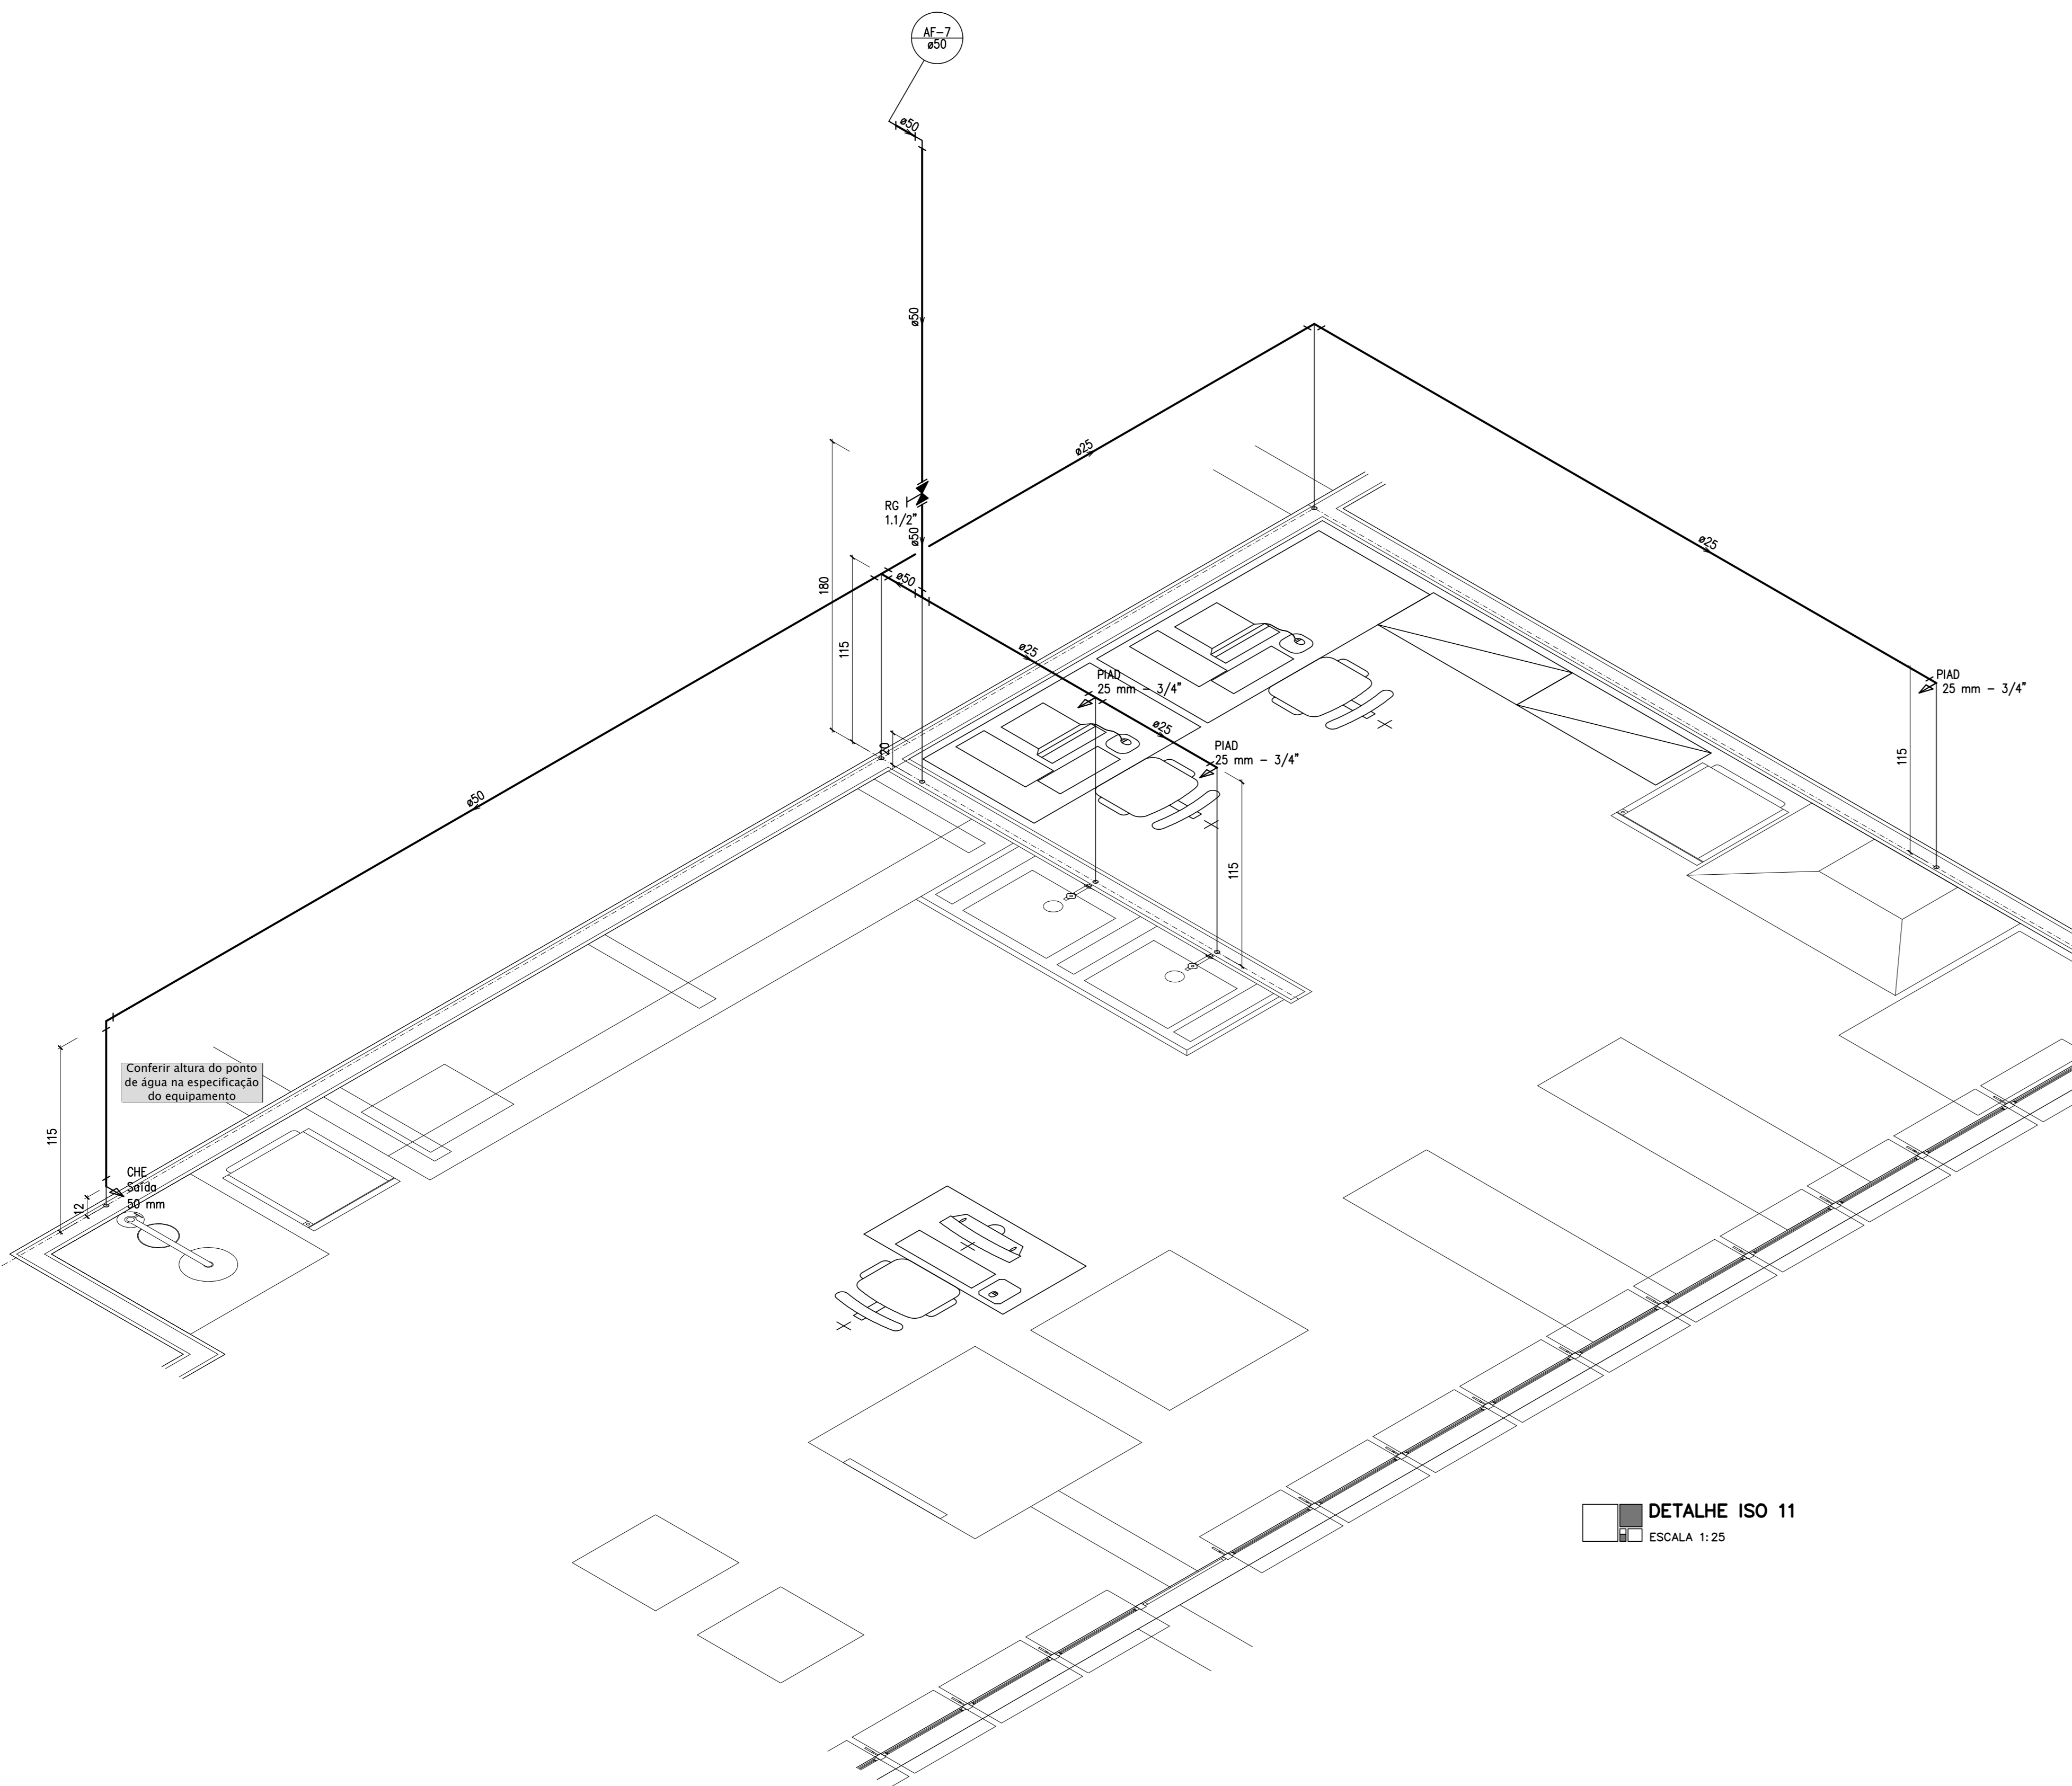 AF-7
ø50
ø50
ø50
ø25
RG
1.1/2"
ø50
ø25
180
ø50
115
ø25
PIAD
25 mm - 3/4"
PIAD
25 mm - 3/4"
ø25
20
PIAD
25 mm - 3/4"
115
ø50
115
Conferir altura do ponto
de água na especificação
do equipamento
115
CHE
Saída
50 mm
12
DETALHE ISO 11
ESCALA 1:25